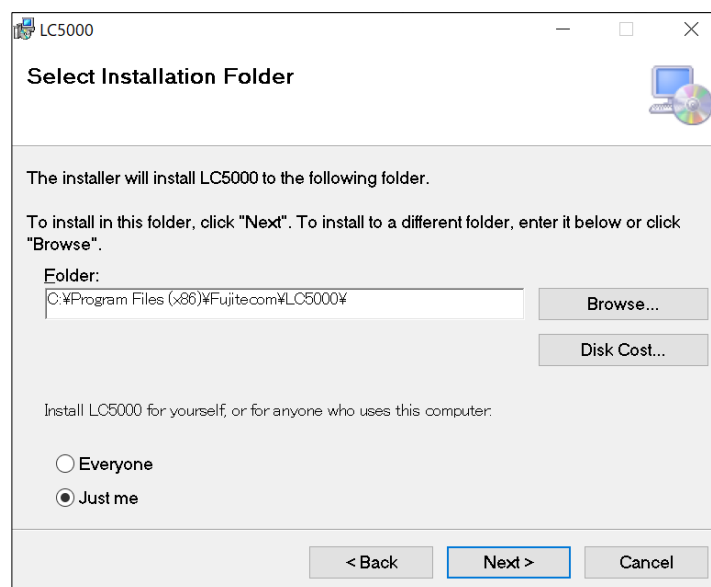 LC5000
Select Installation Folder
The installer will install LC5000 to the following folder.
To install in this folder, click "Next". To install to a different folder, enter it below or click
"Browse".
Folder:
C:¥Program Files (x86)¥Fujitecom¥LC5000¥
Browse...
Disk Cost...
Install LC5000 for yourself, or for anyone who uses this computer:
Everyone
Just me
< Back
Next >
Cancel